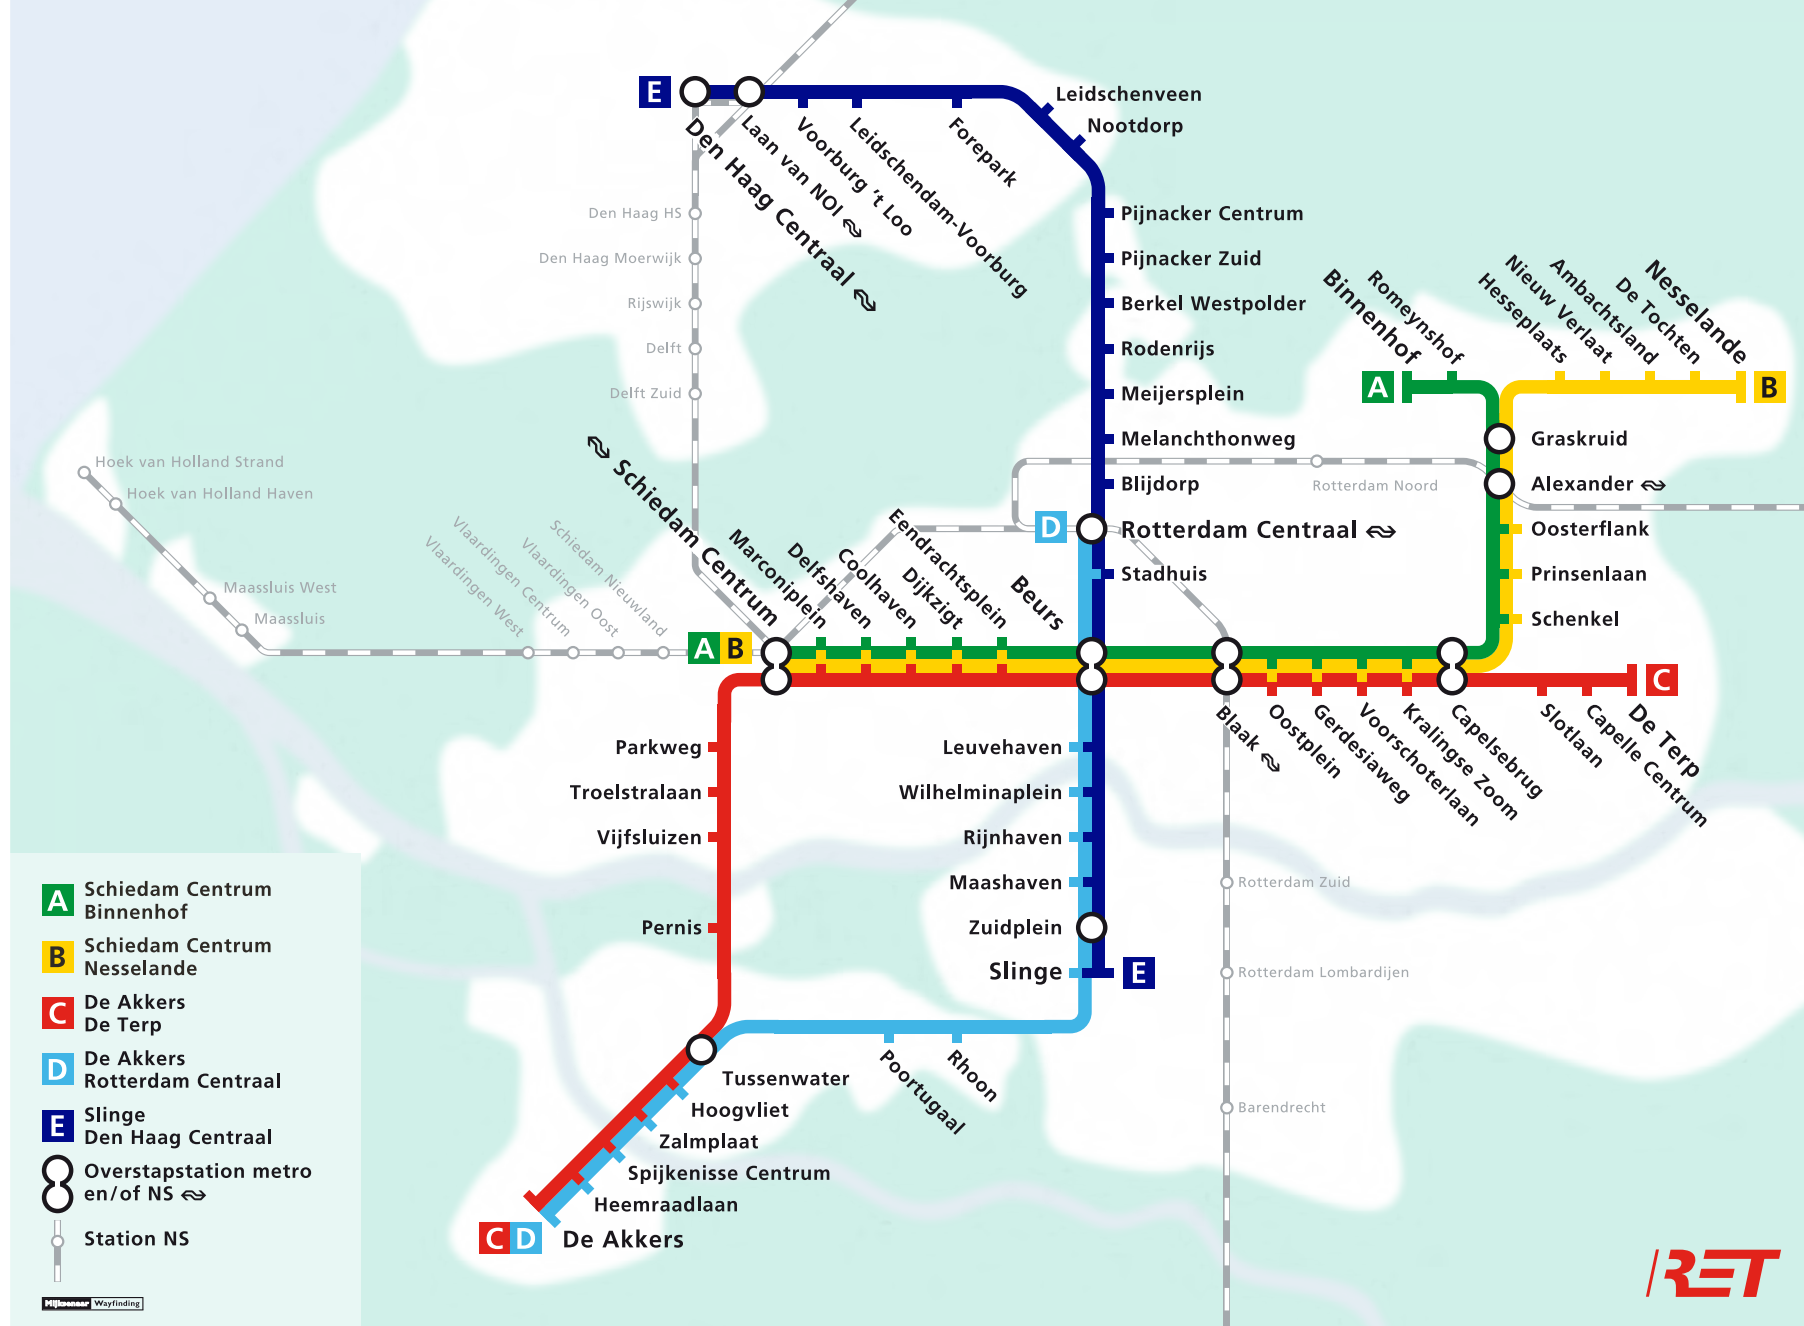 E
Den Haag Centraal
Laan van NOI
Voorburg 't Loo
Leidschendam-Voorburg
Forepark
Leidschenveen
Nootdorp
Pijnacker Centrum
Pijnacker Zuid
Berkel Westpolder
Rodenrijs
Meijersplein
Melanchthonweg
Blijdorp
D
Rotterdam Centraal
Stadhuis
Den Haag HS
Den Haag Moerwijk
Rijswijk
Delft
Delft Zuid
Binnenhof
Romeynshof
Hesseplaats
Nieuw Verlaat
Ambachtsland
De Tochten
Nesselande
A
B
Graskruid
Alexander
Oosterflank
Prinsenlaan
Schenkel
Rotterdam Noord
Hoek van Holland Strand
Hoek van Holland Haven
Maassluis West
Maassluis
Vlaardingen West
Vlaardingen Centrum
Vlaardingen Oost
Schiedam Nieuwland
A B
Schiedam Centrum
Marconiplein
Delfshaven
Coolhaven
Dijkzigt
Eendrachtsplein
Beurs
Blaak
Oostplein
Gerdesiaweg
Voorschoterlaan
Kralingse Zoom
Capelsebrug
Slotlaan
Capelle Centrum
De Terp
C
Parkweg
Troelstralaan
Vijfsluizen
Pernis
Leuvehaven
Wilhelminaplein
Rijnhaven
Maashaven
Zuidplein
Slinge
E
Rotterdam Zuid
Rotterdam Lombardijen
Barendrecht
Poortugaal
Rhoon
Tussenwater
Hoogvliet
Zalmplaat
Spijkenisse Centrum
Heemraadlaan
C D
De Akkers
A
Schiedam Centrum
Binnenhof
B
Schiedam Centrum
Nesselande
C
De Akkers
De Terp
D
De Akkers
Rotterdam Centraal
E
Slinge
Den Haag Centraal
Overstapstation metro
en/of NS
Station NS
Mijksenaar Wayfinding
RET